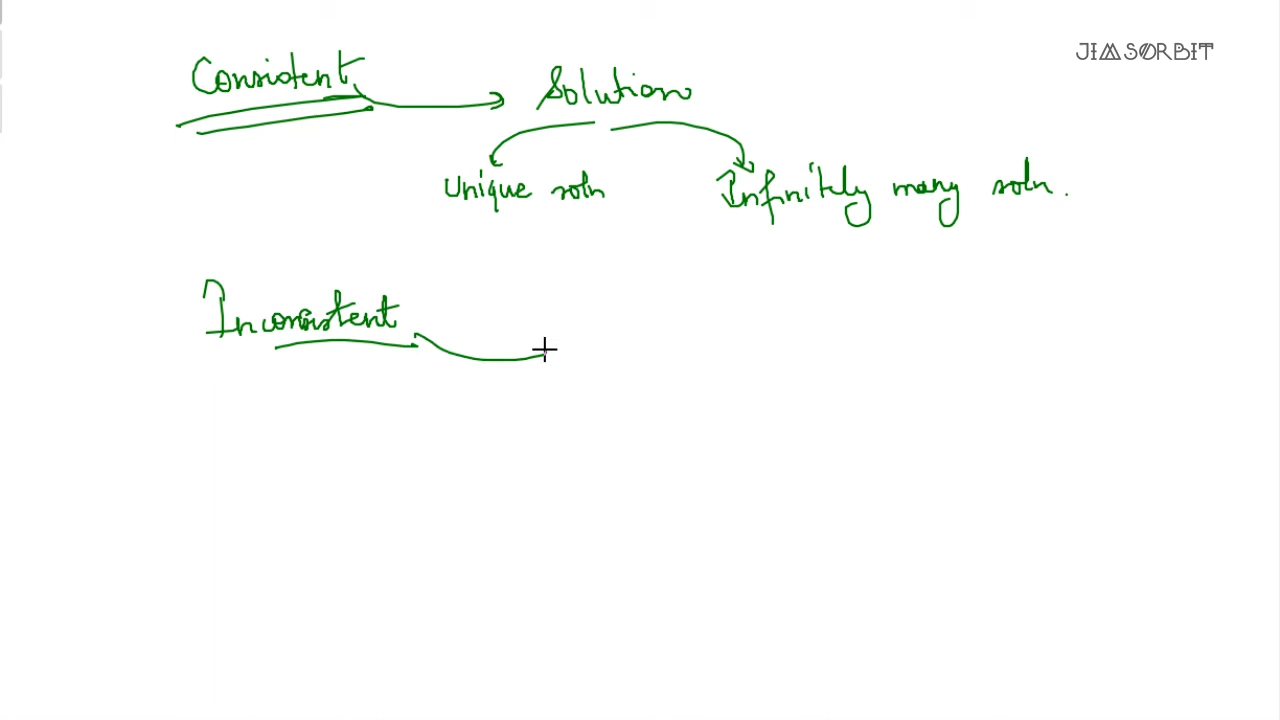 JIMSORBIT
Consistent Solution
Unique soln Infinitely many soln.
Inconsistent